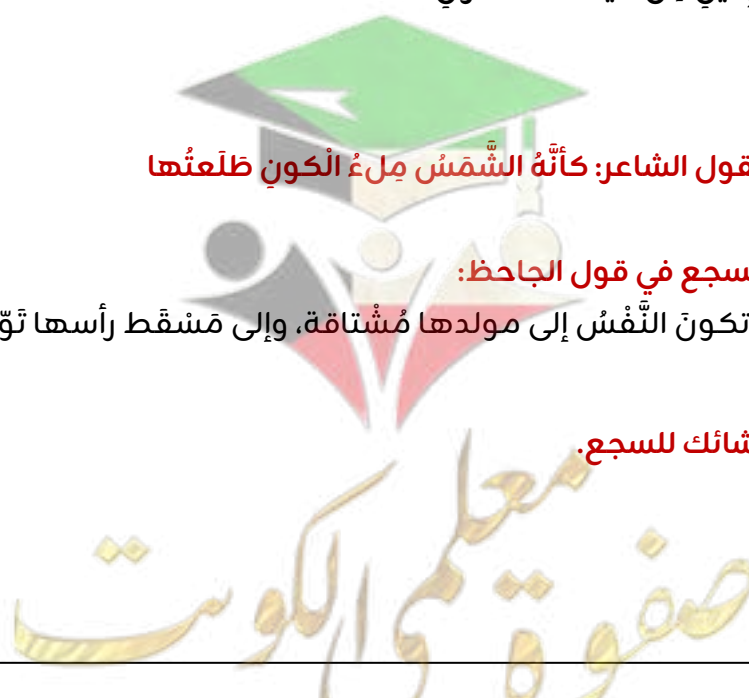 قول الشاعر: كأنَّهُ الشَّمَسُ مِلءُ الْكونِ طَلَعتُها
سجع في قول الجاحظ:
تكونَ النَّفْسُ إلى مولدها مُشْتاقة، وإلى مَسْقَط رأسها
للسجع.
صفوة معلمي الكويت